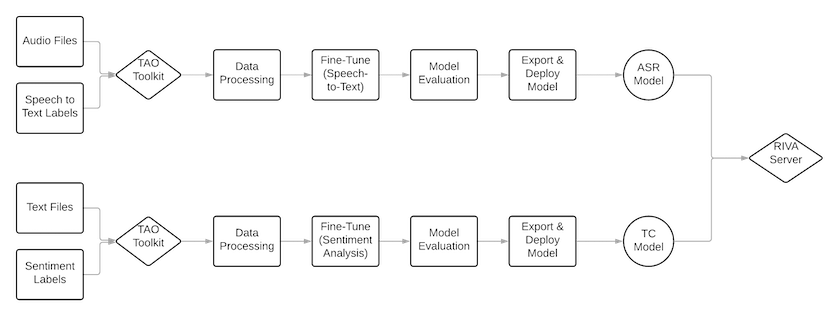 Audio Files
Speech to
Text Labels
TAO
Toolkit
Data
Processing
Fine-Tune
(Speech-
to-Text)
Model
Evaluation
Export &
Deploy
Model
ASR
Model
RIVA
Server
Text Files
Sentiment
Labels
TAO
Toolkit
Data
Processing
Fine-Tune
(Sentiment
Analysis)
Model
Evaluation
Export &
Deploy
Model
TC
Model